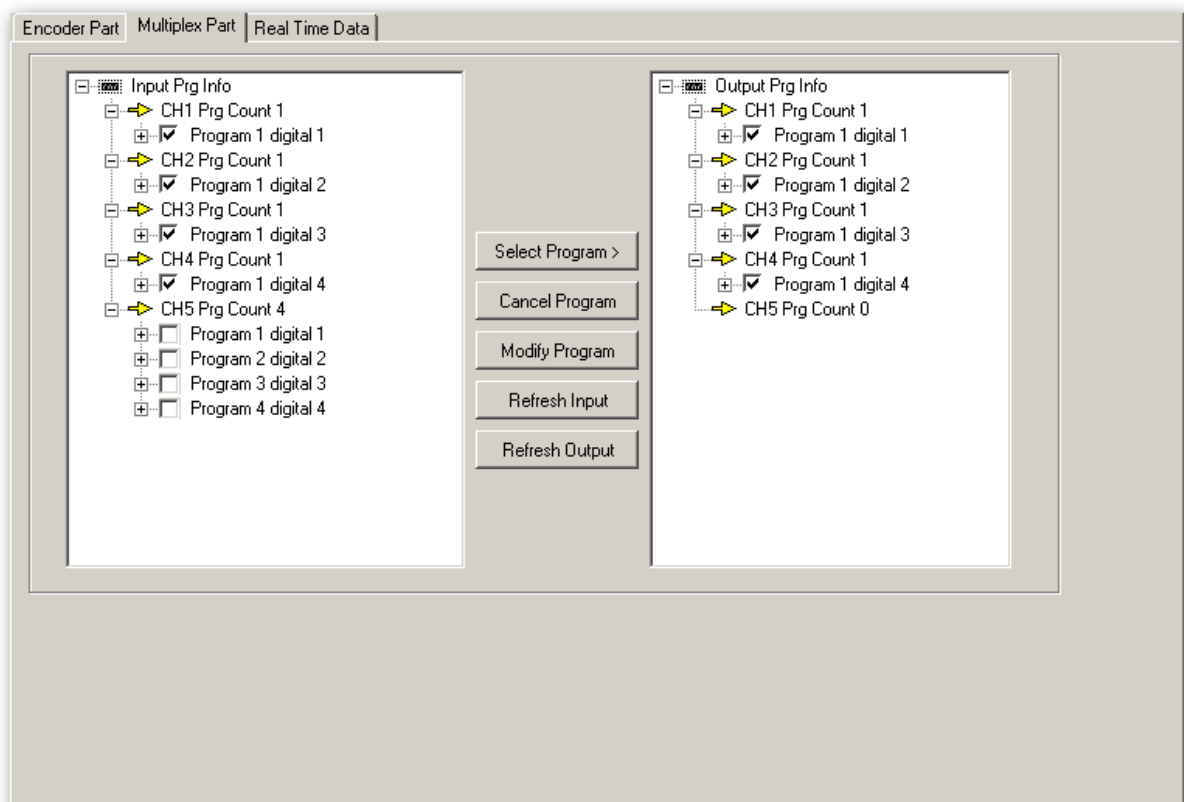 Encoder Part
Multiplex Part
Real Time Data
Input Prg Info
CH1 Prg Count 1
Program 1 digital 1
CH2 Prg Count 1
Program 1 digital 2
CH3 Prg Count 1
Program 1 digital 3
CH4 Prg Count 1
Program 1 digital 4
CH5 Prg Count 4
Program 1 digital 1
Program 2 digital 2
Program 3 digital 3
Program 4 digital 4
Select Program >
Cancel Program
Modify Program
Refresh Input
Refresh Output
Output Prg Info
CH1 Prg Count 1
Program 1 digital 1
CH2 Prg Count 1
Program 1 digital 2
CH3 Prg Count 1
Program 1 digital 3
CH4 Prg Count 1
Program 1 digital 4
CH5 Prg Count 0